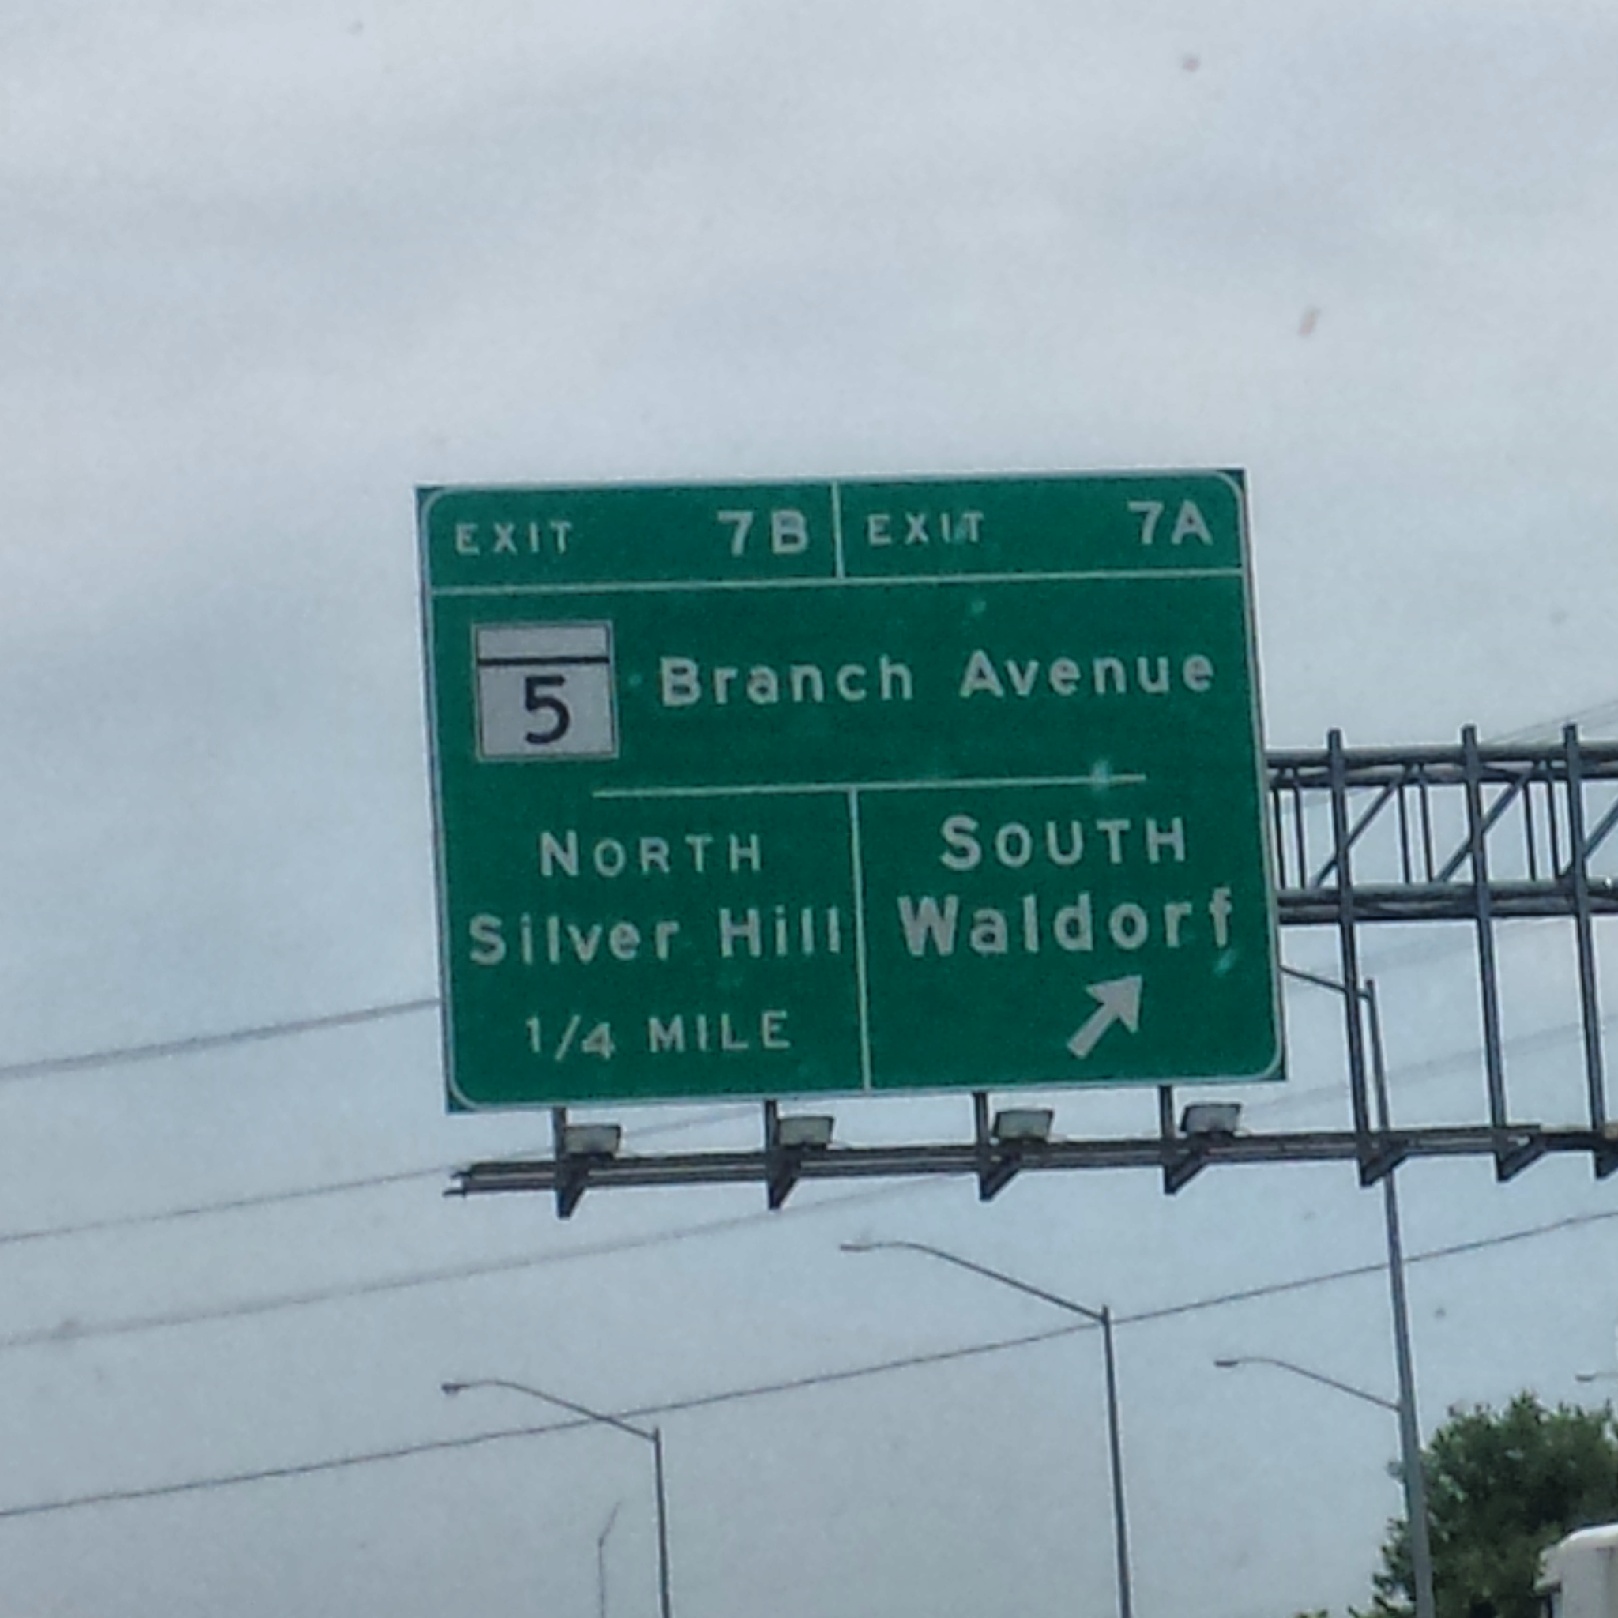 EXIT 7B EXIT 7A
5 Branch Avenue
NORTH
Silver Hill
1/4 MILE
SOUTH
Waldorf